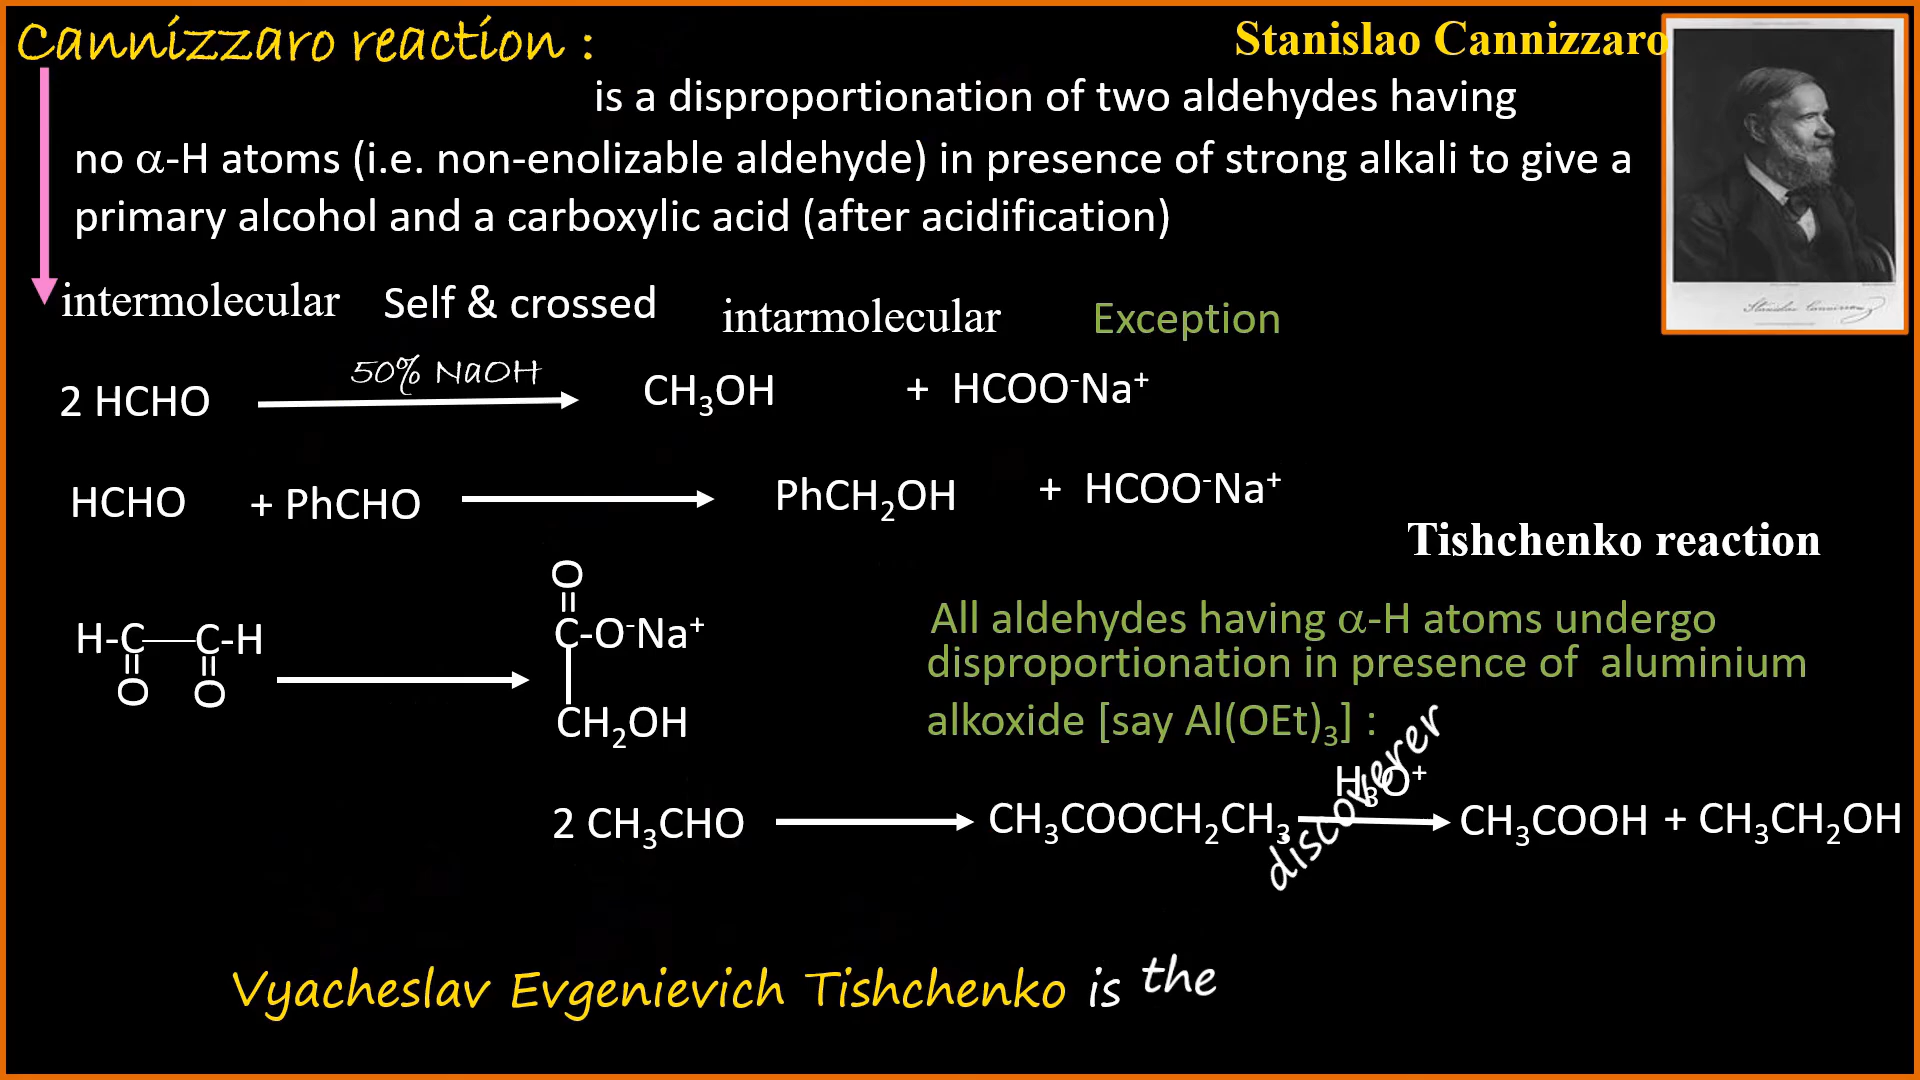 Cannizzaro reaction :
Stanislao Cannizzaro
is a disproportionation of two aldehydes having
no α-H atoms (i.e. non-enolizable aldehyde) in presence of strong alkali to give a
primary alcohol and a carboxylic acid (after acidification)
Stanislao Cannizzaro
intermolecular Self & crossed intarmolecular Exception
50% NaOH
2 HCHO CH₃OH + HCOO⁻Na⁺
HCHO + PhCHO PhCH₂OH + HCOO⁻Na⁺
Tishchenko reaction
O
C-O⁻Na⁺
H-C—C-H
O O
CH₂OH
All aldehydes having α-H atoms undergo
disproportionation in presence of aluminium
alkoxide [say Al(OEt)₃] :
H₃O⁺
2 CH₃CHO CH₃COOCH₂CH₃ CH₃COOH + CH₃CH₂OH
discoverer
Vyacheslav Evgenievich Tishchenko is the